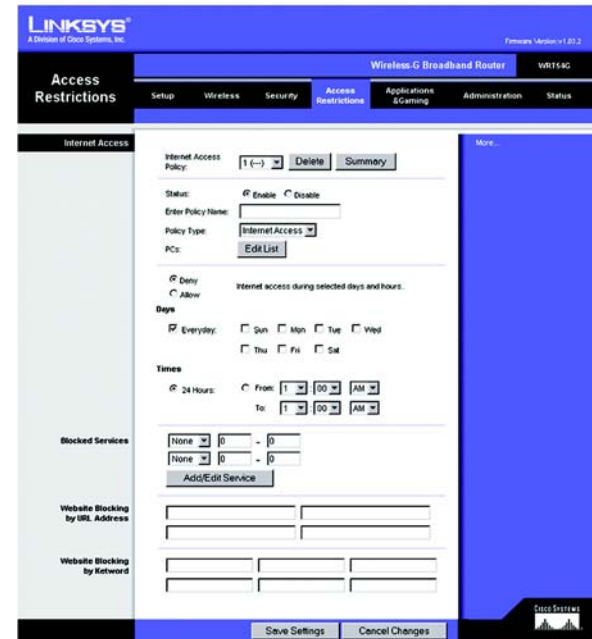 LINKSYS®
A Division of Cisco Systems, Inc.
Firmware Version: v1.80.2
Wireless-G Broadband Router WRT54G
Access Restrictions
Setup Wireless Security Access Restrictions Applications &Gaming Administration Status
Internet Access
More...
Internet Access Policy: 1 (---) Delete Summary
Status: Enable Disable
Enter Policy Name:
Policy Type: Internet Access
PCs: Edit List
Deny
Allow
Internet access during selected days and hours.
Days
Everyday: Sun Mon Tue Wed
Thu Fri Sat
Times
24 Hours: From: 1 : 00 AM
To: 1 : 00 AM
Blocked Services
None 0 - 0
None 0 - 0
Add/Edit Service
Website Blocking by URL Address
Website Blocking by Ketword
Save Settings Cancel Changes
CISCO SYSTEMS